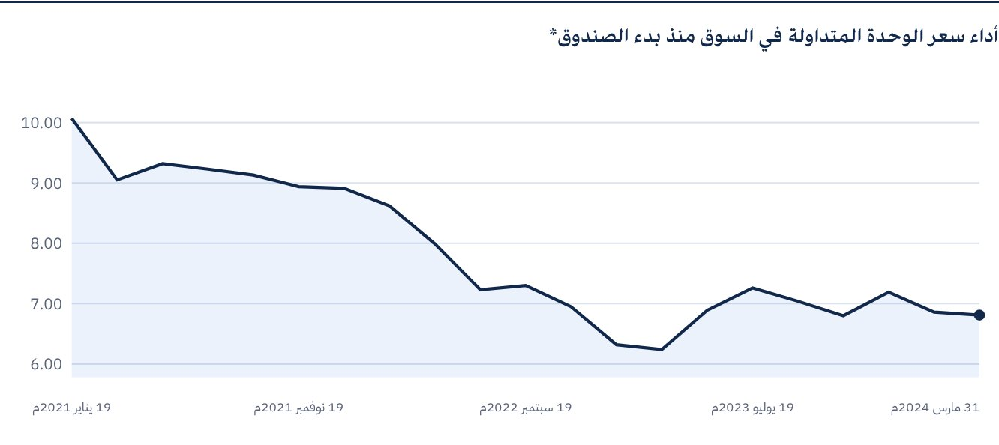 أداء سعر الوحدة المتداولة في السوق منذ بدء الصندوق*
10.00
9.00
8.00
7.00
6.00
19 يناير 2021م
19 نوفمبر 2021م
19 سبتمبر 2022م
19 يوليو 2023م
31 مارس 2024م